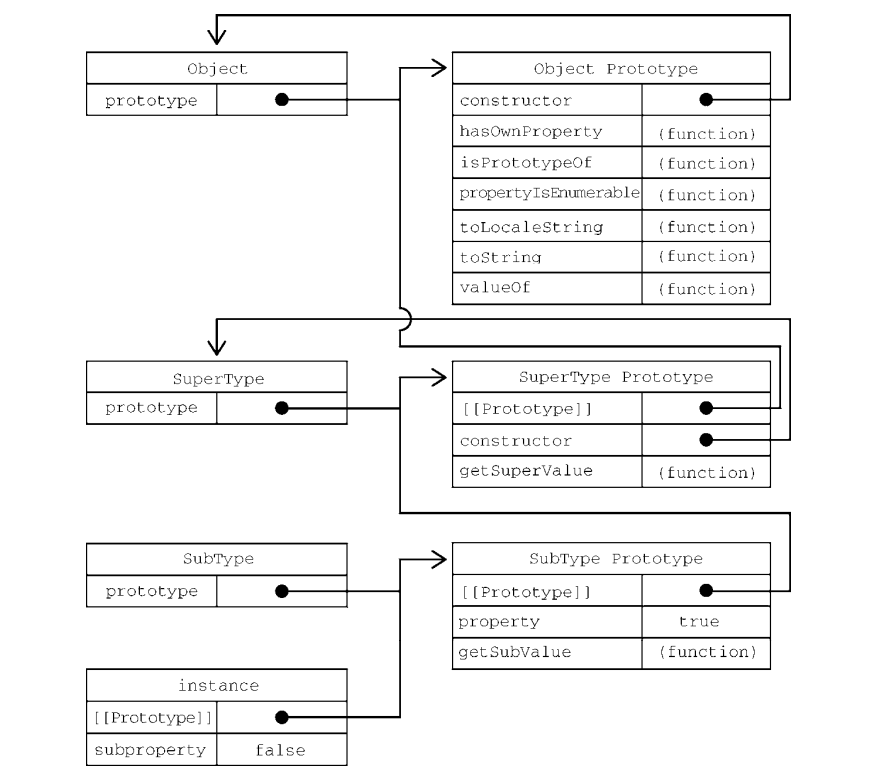 Object
prototype
Object Prototype
constructor
hasOwnProperty (function)
isPrototypeOf (function)
propertyIsEnumerable (function)
toLocaleString (function)
toString (function)
valueOf (function)
SuperType
prototype
SuperType Prototype
[[Prototype]]
constructor
getSuperValue (function)
SubType
prototype
SubType Prototype
[[Prototype]]
property true
getSubValue (function)
instance
[[Prototype]]
subproperty false